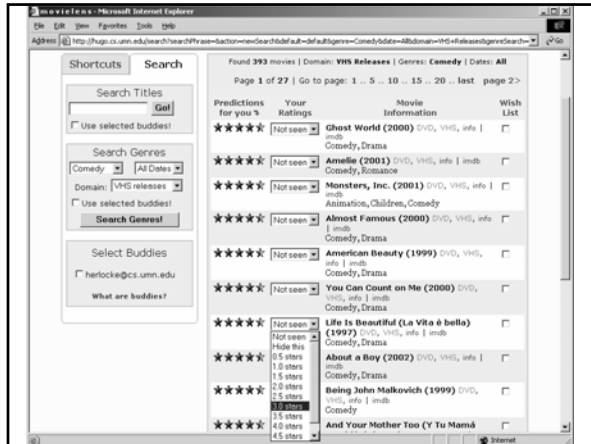 movielens - Microsoft Internet Explorer
File Edit View Favorites Tools Help
Address http://hugo.cs.umn.edu/search?searchPhrase=&action=newSearch&default=default&genre=Comedy&date=All&domain=VHS+Releases&genreSearch= Go
Shortcuts Search
Search Titles
Go!
Use selected buddies!
Search Genres
Comedy All Dates
Domain: VHS releases
Use selected buddies!
Search Genres!
Select Buddies
herlocke@cs.umn.edu
What are buddies?
Found 393 movies | Domain: VHS Releases | Genres: Comedy | Dates: All
Page 1 of 27 | Go to page: 1 .. 5 .. 10 .. 15 .. 20 .. last page 2>
Predictions for you Your Ratings Movie Information Wish List
Not seen Ghost World (2000) DVD, VHS, info | imdb
Comedy, Drama
Not seen Amelie (2001) DVD, VHS, info | imdb
Comedy, Romance
Not seen Monsters, Inc. (2001) DVD, VHS, info | imdb
Animation, Children, Comedy
Not seen Almost Famous (2000) DVD, VHS, info | imdb
Comedy, Drama
Not seen American Beauty (1999) DVD, VHS, info | imdb
Comedy, Drama
Not seen You Can Count on Me (2000) DVD, VHS, info | imdb
Comedy, Drama
Not seen Life Is Beautiful (La Vita è bella) (1997) DVD, VHS, info | imdb
Comedy, Drama
Not seen
Hide this
0.5 stars
1.0 stars
1.5 stars
2.0 stars
2.5 stars
3.0 stars
3.5 stars
4.0 stars
4.5 stars
About a Boy (2002) DVD, VHS, info | imdb
Comedy, Drama
Being John Malkovich (1999) DVD, VHS, info | imdb
Comedy
And Your Mother Too (Y Tu Mamá
Internet